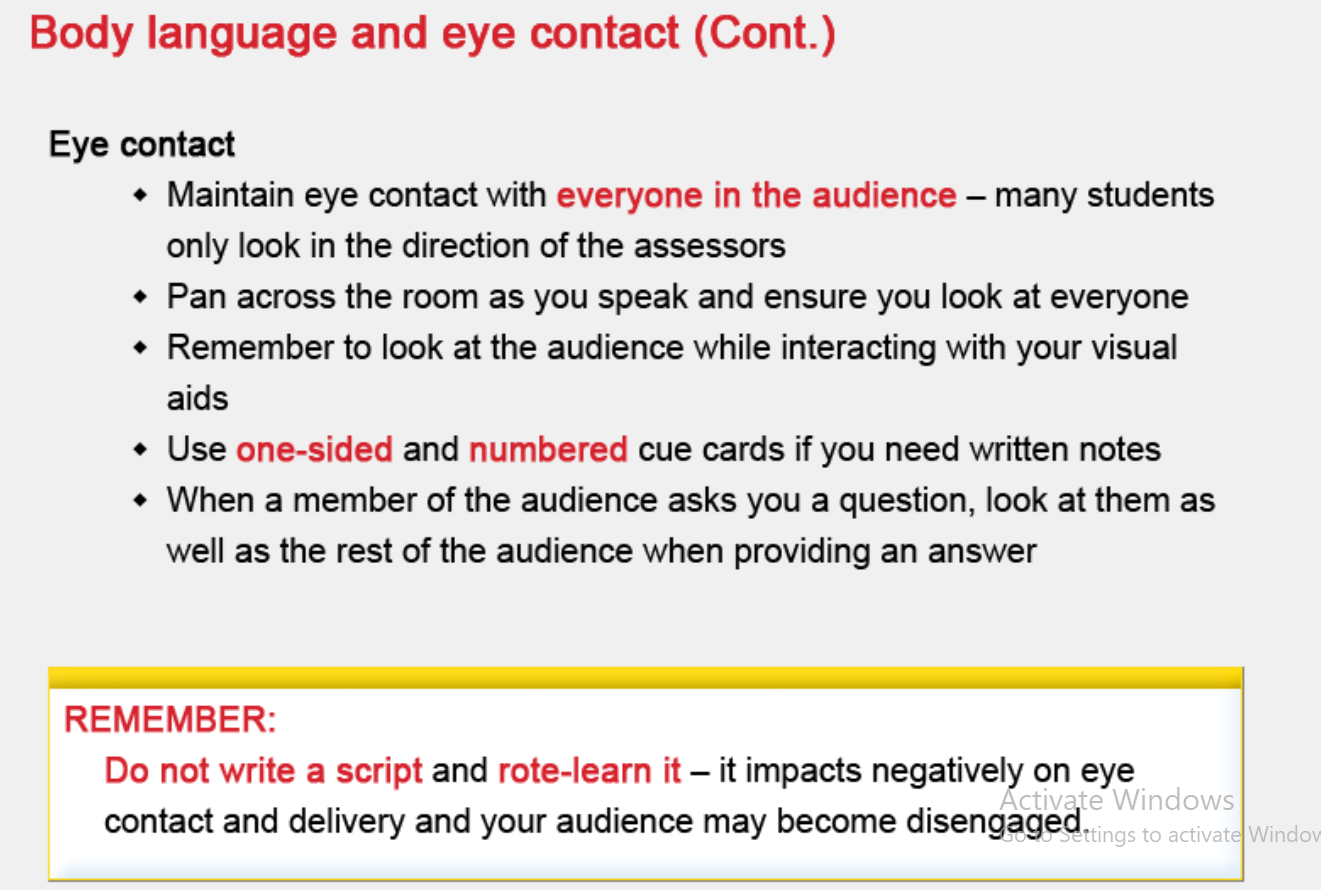 Body language and eye contact (Cont.)
Eye contact
◆ Maintain eye contact with everyone in the audience – many students
only look in the direction of the assessors
◆ Pan across the room as you speak and ensure you look at everyone
◆ Remember to look at the audience while interacting with your visual
aids
◆ Use one-sided and numbered cue cards if you need written notes
◆ When a member of the audience asks you a question, look at them as
well as the rest of the audience when providing an answer
REMEMBER:
Do not write a script and rote-learn it – it impacts negatively on eye
contact and delivery and your audience may become disengaged.
Activate Windows
Go to Settings to activate Window